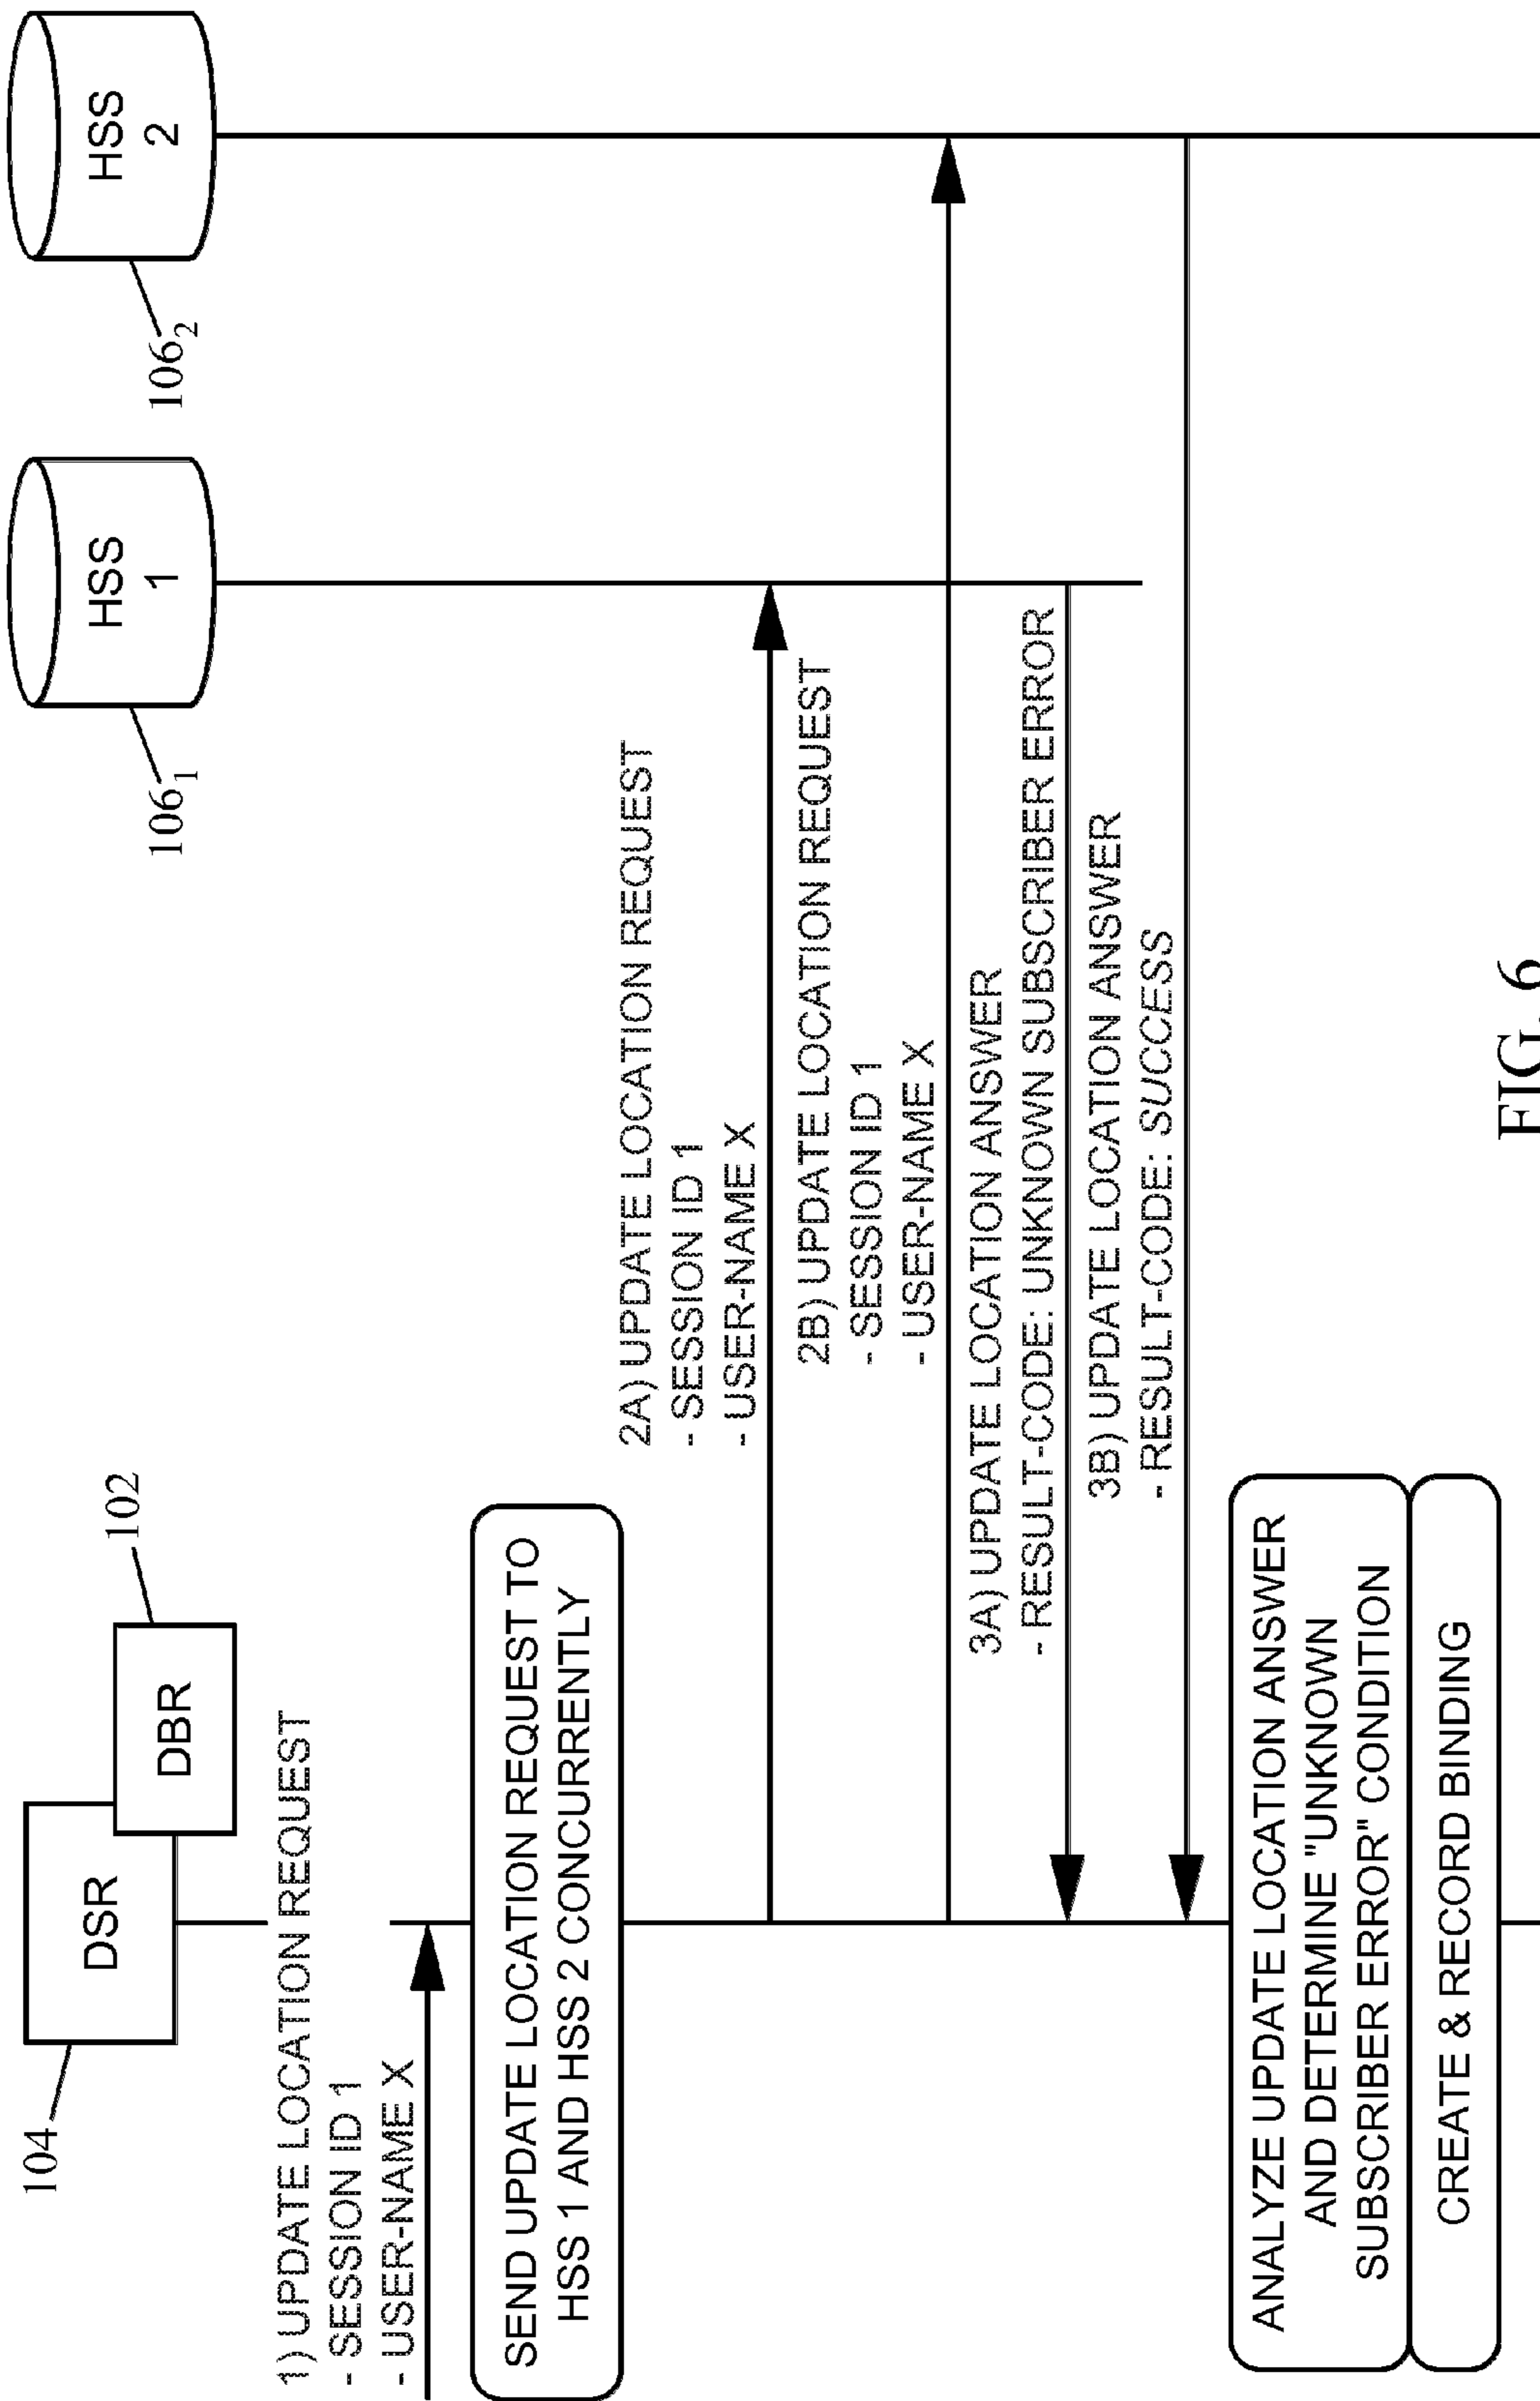 104
DSR
DBR
102
HSS
1
106₁
HSS
2
106₂
1) UPDATE LOCATION REQUEST
- SESSION ID 1
- USER-NAME X
SEND UPDATE LOCATION REQUEST TO
HSS 1 AND HSS 2 CONCURRENTLY
2A) UPDATE LOCATION REQUEST
- SESSION ID 1
- USER-NAME X
2B) UPDATE LOCATION REQUEST
- SESSION ID 1
- USER-NAME X
3A) UPDATE LOCATION ANSWER
- RESULT-CODE: UNKNOWN SUBSCRIBER ERROR
3B) UPDATE LOCATION ANSWER
- RESULT-CODE: SUCCESS
ANALYZE UPDATE LOCATION ANSWER
AND DETERMINE "UNKNOWN
SUBSCRIBER ERROR" CONDITION
CREATE & RECORD BINDING
FIG. 6